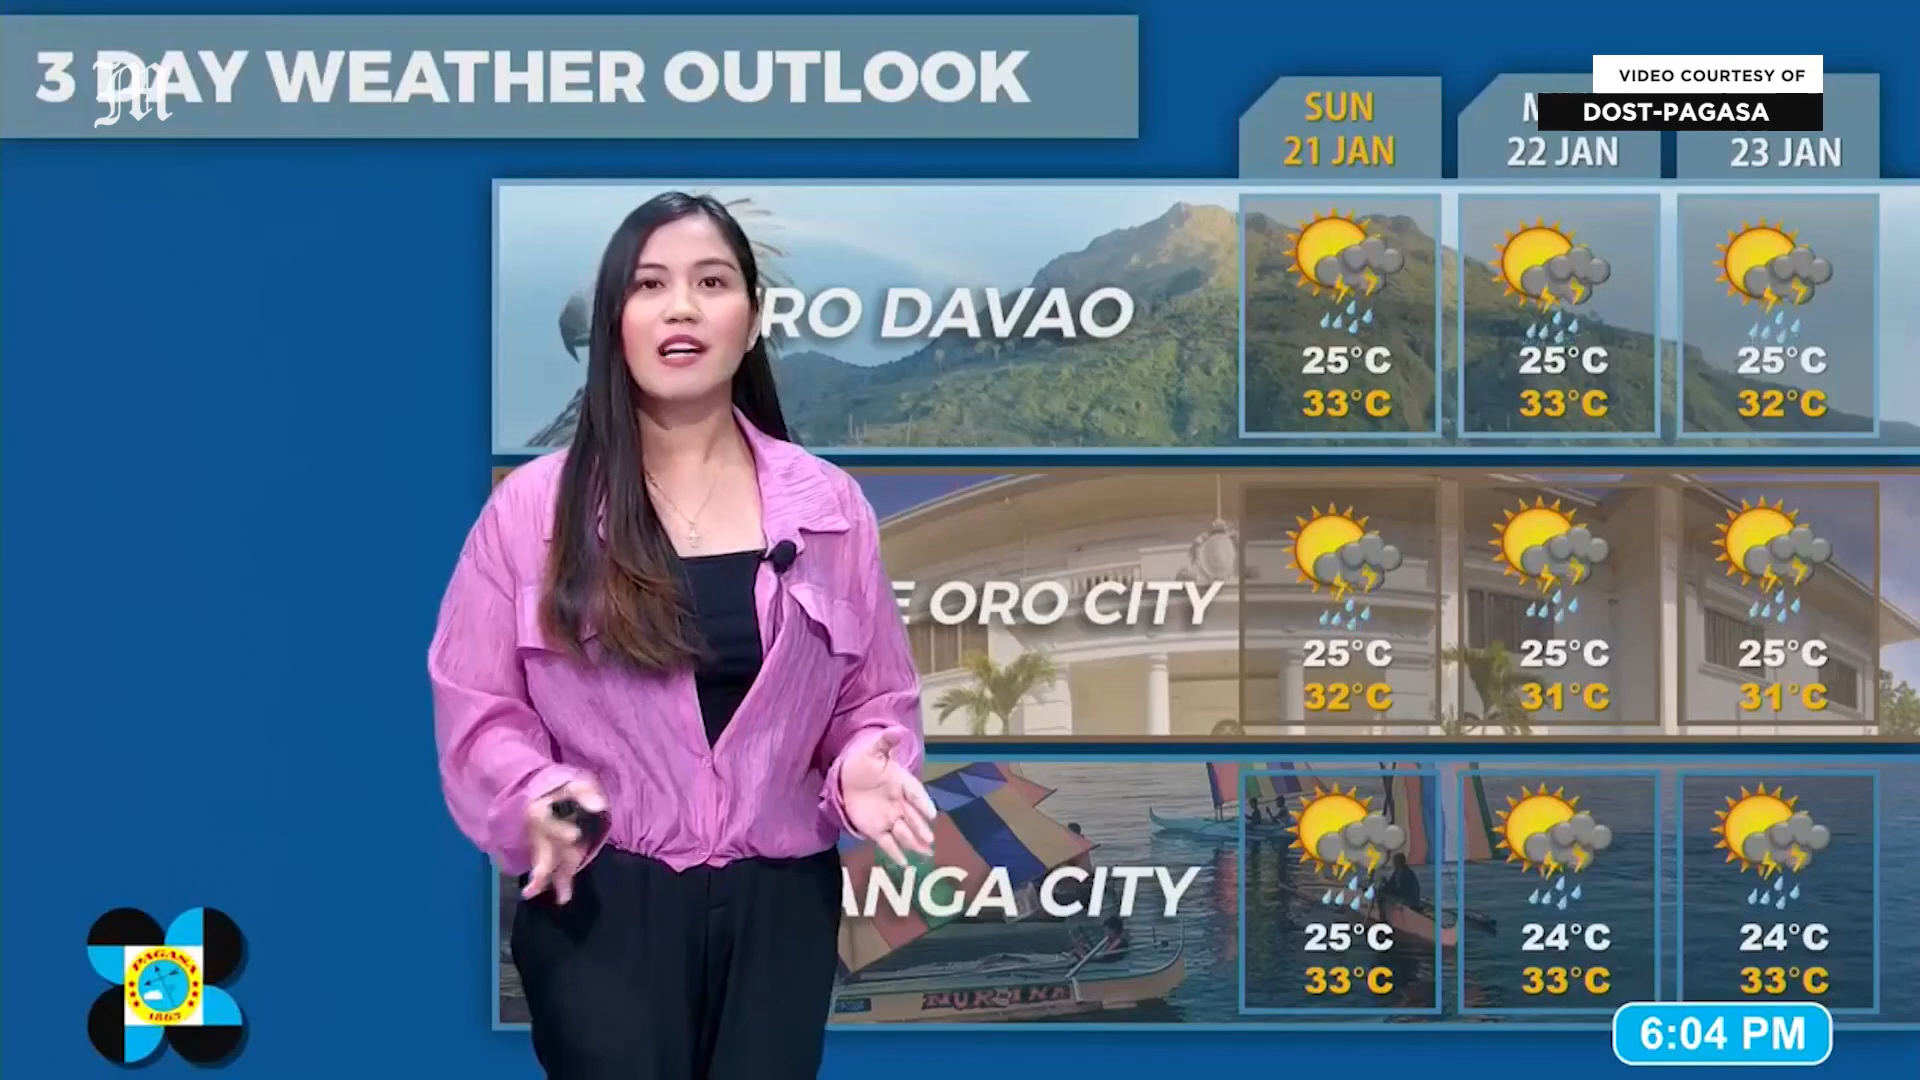 3 DAY WEATHER OUTLOOK
VIDEO COURTESY OF
DOST-PAGASA
SUN
21 JAN
22 JAN
23 JAN
RO DAVAO
25°C
33°C
25°C
33°C
25°C
32°C
E ORO CITY
25°C
32°C
25°C
31°C
25°C
31°C
ANGA CITY
25°C
33°C
24°C
33°C
24°C
33°C
PAGASA
1865
6:04 PM